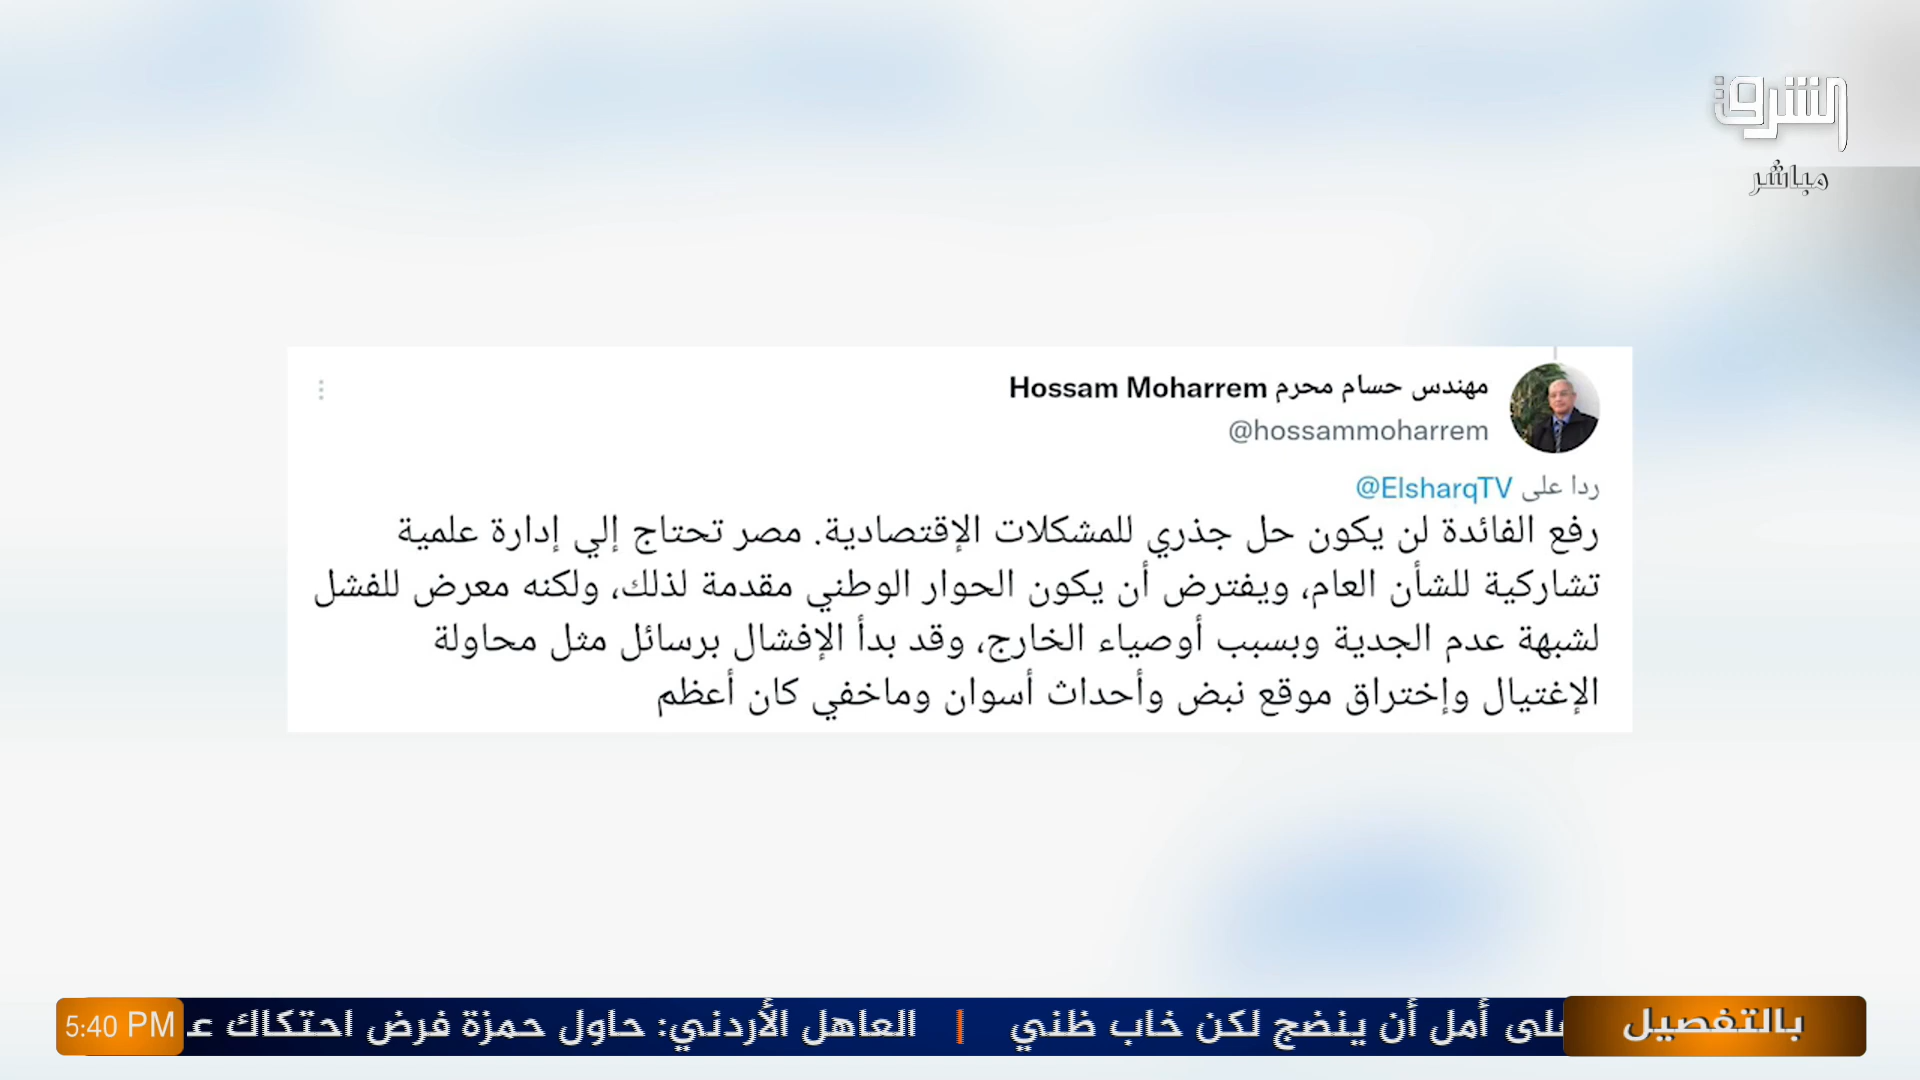 الشرق
مباشر
مهندس حسام محرم Hossam Moharrem
@hossammoharrem
ردا على @ElsharqTV
رفع الفائدة لن يكون حل جذري للمشكلات الإقتصادية. مصر تحتاج إلي إدارة علمية
تشاركية للشأن العام، ويفترض أن يكون الحوار الوطني مقدمة لذلك، ولكنه معرض للفشل
لشبهة عدم الجدية وبسبب أوصياء الخارج، وقد بدأ الإفشال برسائل مثل محاولة
الإغتيال وإختراق موقع نبض وأحداث أسوان وماخفي كان أعظم
بالتفصيل
أمل أن ينضج لكن خاب ظني | العاهل الأردني: حاول حمزة فرض احتكاك
5:40 PM